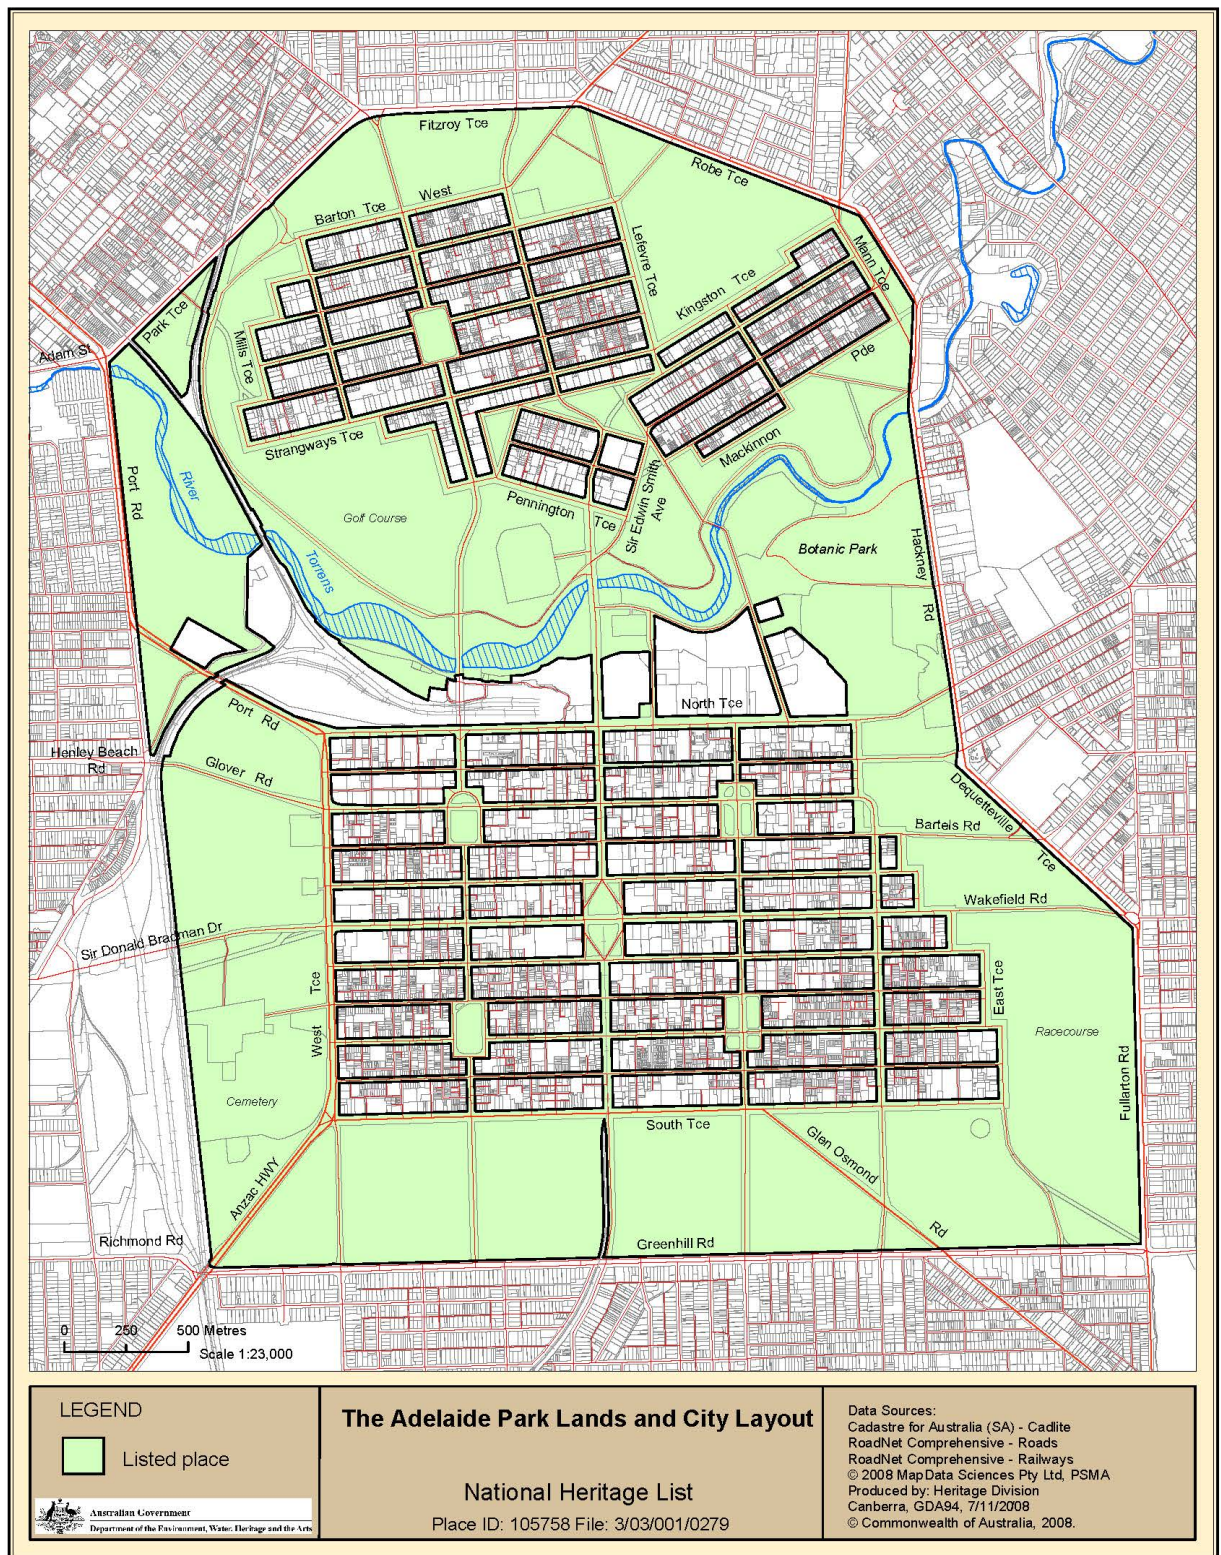 Fitzroy Tce
Robe Tce
West
Barton Tce
Lefevre Tce
Mann Tce
Kingston Tce
Park Tce
Mills Tce
Adam St
Pde
Strangways Tce
Mackinnon
Port Rd
River
Pennington Tce
Sir Edwin Smith Ave
Golf Course
Botanic Park
Hackney Rd
Torrens
North Tce
Port Rd
Henley Beach Rd
Glover Rd
Dequetteville Tce
Bartels Rd
Wakefield Rd
Sir Donald Bradman Dr
West Tce
East Tce
Racecourse
Cemetery
Fullarton Rd
South Tce
Glen Osmond Rd
Anzac HWY
Richmond Rd
Greenhill Rd
0 250 500 Metres
Scale 1:23,000
LEGEND
Listed place
Australian Government
Department of the Environment, Water, Heritage and the Arts
The Adelaide Park Lands and City Layout
National Heritage List
Place ID: 105758 File: 3/03/001/0279
Data Sources:
Cadastre for Australia (SA) - Cadlite
RoadNet Comprehensive - Roads
RoadNet Comprehensive - Railways
© 2008 MapData Sciences Pty Ltd, PSMA
Produced by: Heritage Division
Canberra, GDA94, 7/11/2008
© Commonwealth of Australia, 2008.